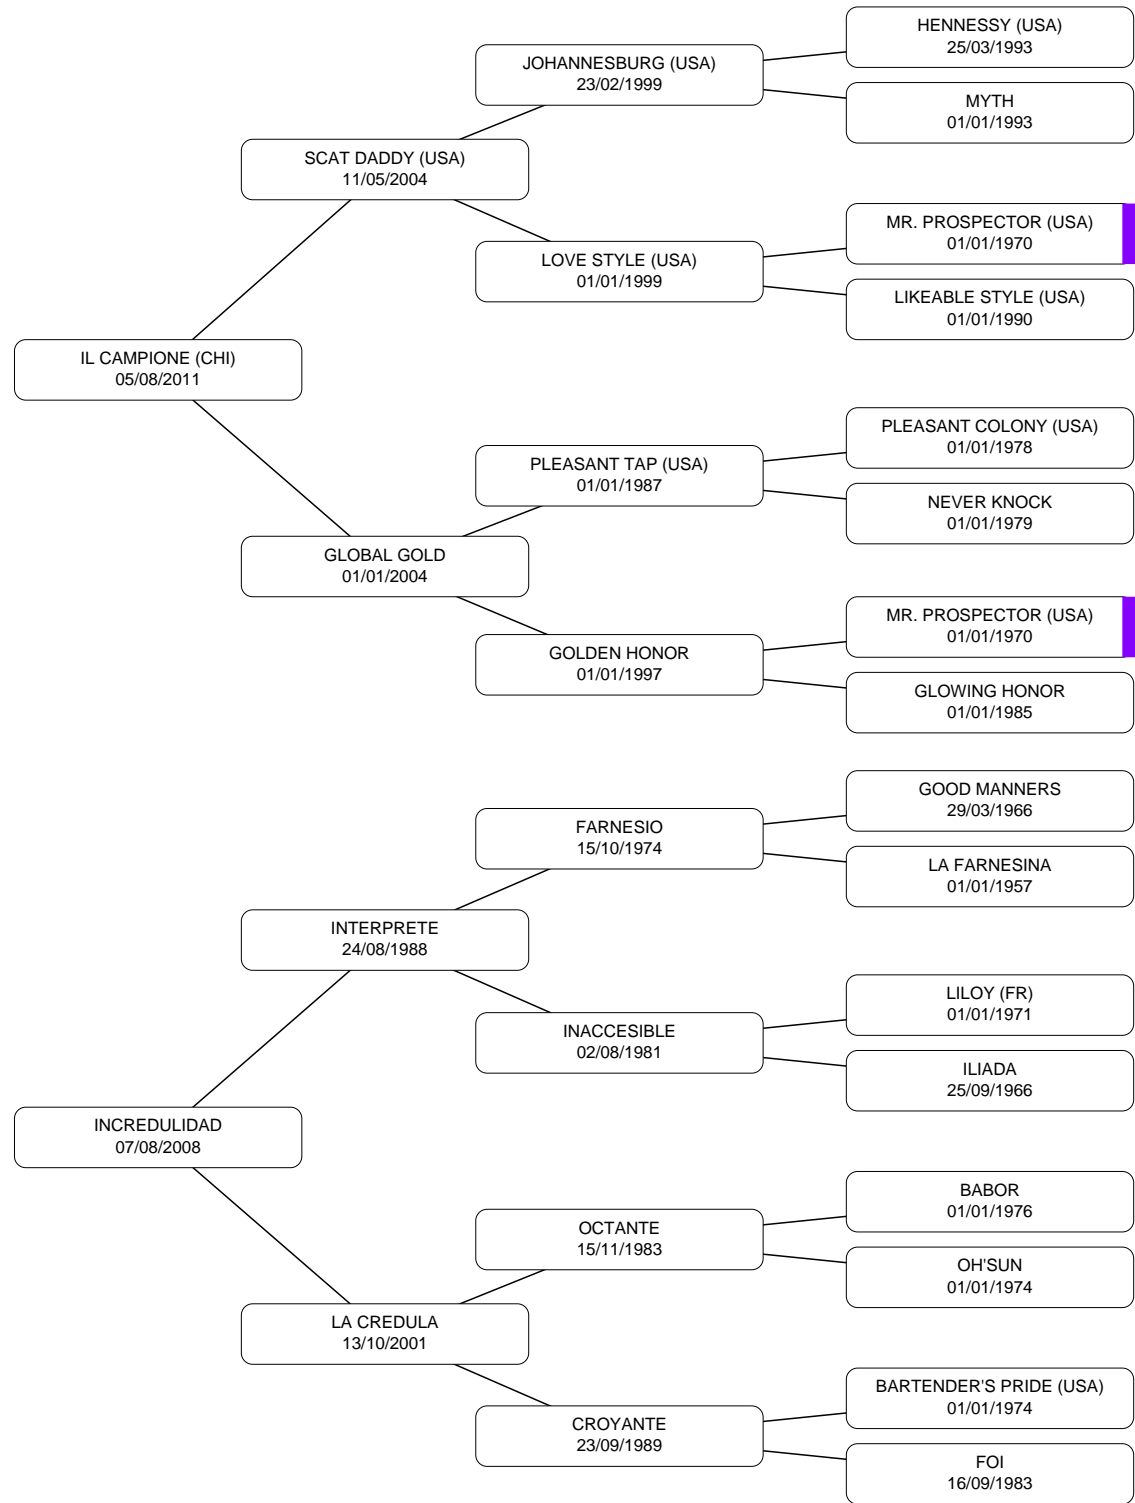 HENNESSY (USA)
25/03/1993
JOHANNESBURG (USA)
23/02/1999
MYTH
01/01/1993
SCAT DADDY (USA)
11/05/2004
MR. PROSPECTOR (USA)
01/01/1970
LOVE STYLE (USA)
01/01/1999
LIKEABLE STYLE (USA)
01/01/1990
IL CAMPIONE (CHI)
05/08/2011
PLEASANT COLONY (USA)
01/01/1978
PLEASANT TAP (USA)
01/01/1987
NEVER KNOCK
01/01/1979
GLOBAL GOLD
01/01/2004
MR. PROSPECTOR (USA)
01/01/1970
GOLDEN HONOR
01/01/1997
GLOWING HONOR
01/01/1985
GOOD MANNERS
29/03/1966
FARNESIO
15/10/1974
LA FARNESINA
01/01/1957
INTERPRETE
24/08/1988
LILOY (FR)
01/01/1971
INACCESIBLE
02/08/1981
ILIADA
25/09/1966
INCREDULIDAD
07/08/2008
BABOR
01/01/1976
OCTANTE
15/11/1983
OH'SUN
01/01/1974
LA CREDULA
13/10/2001
BARTENDER'S PRIDE (USA)
01/01/1974
CROYANTE
23/09/1989
FOI
16/09/1983